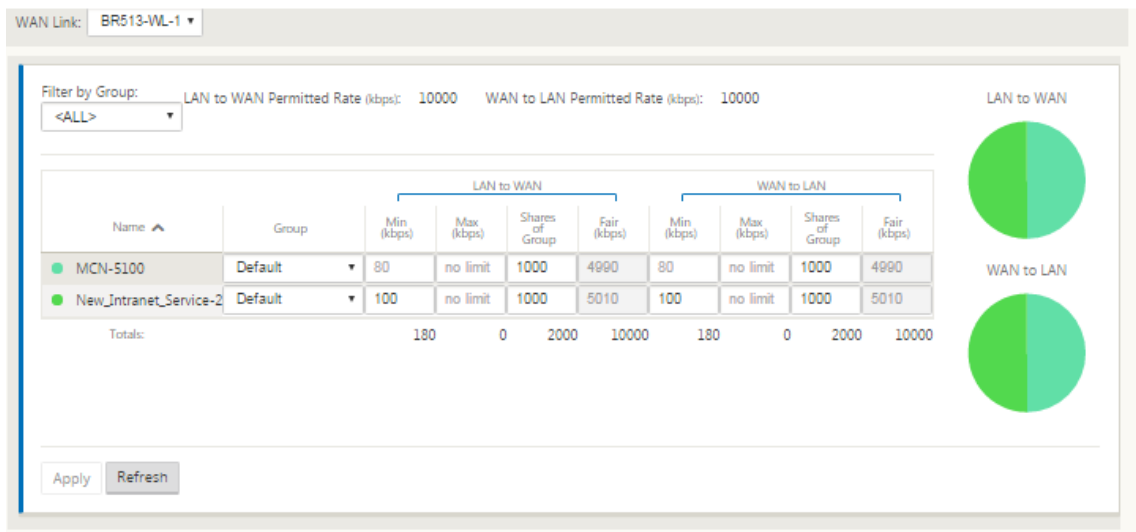 WAN Link: BR513-WL-1
Filter by Group:
<ALL>
LAN to WAN Permitted Rate (kbps): 10000 WAN to LAN Permitted Rate (kbps): 10000
LAN to WAN
LAN to WAN WAN to LAN
Name Group Min (kbps) Max (kbps) Shares of Group Fair (kbps) Min (kbps) Max (kbps) Shares of Group Fair (kbps)
MCN-5100 Default 80 no limit 1000 4990 80 no limit 1000 4990
New_Intranet_Service-2 Default 100 no limit 1000 5010 100 no limit 1000 5010
Totals: 180 0 2000 10000 180 0 2000 10000
WAN to LAN
Apply Refresh